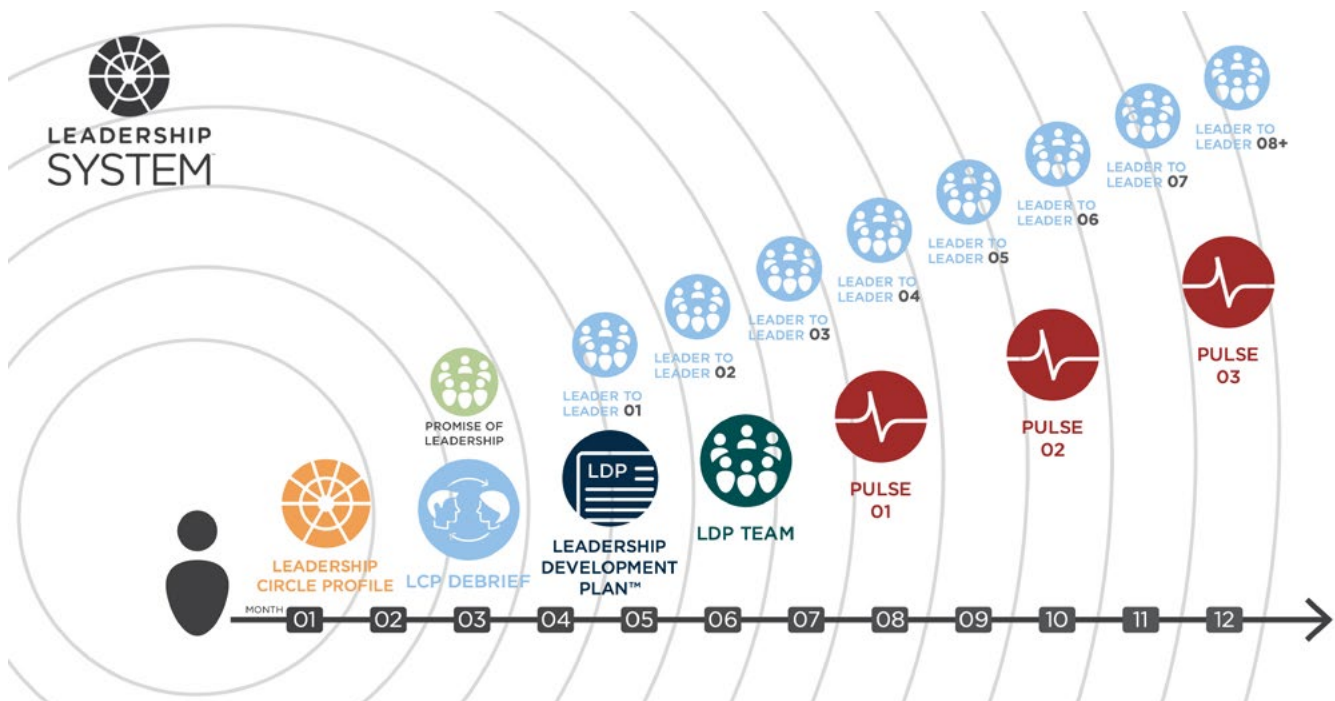 LEADERSHIP
SYSTEM™
LEADER TO
LEADER 08+
LEADER TO
LEADER 07
LEADER TO
LEADER 06
LEADER TO
LEADER 05
LEADER TO
LEADER 04
LEADER TO
LEADER 03
LEADER TO
LEADER 02
LEADER TO
LEADER 01
PROMISE OF
LEADERSHIP
PULSE
03
PULSE
02
PULSE
01
LDP
LDP TEAM
LEADERSHIP
DEVELOPMENT
PLAN™
LCP DEBRIEF
LEADERSHIP
CIRCLE PROFILE
MONTH 01 02 03 04 05 06 07 08 09 10 11 12